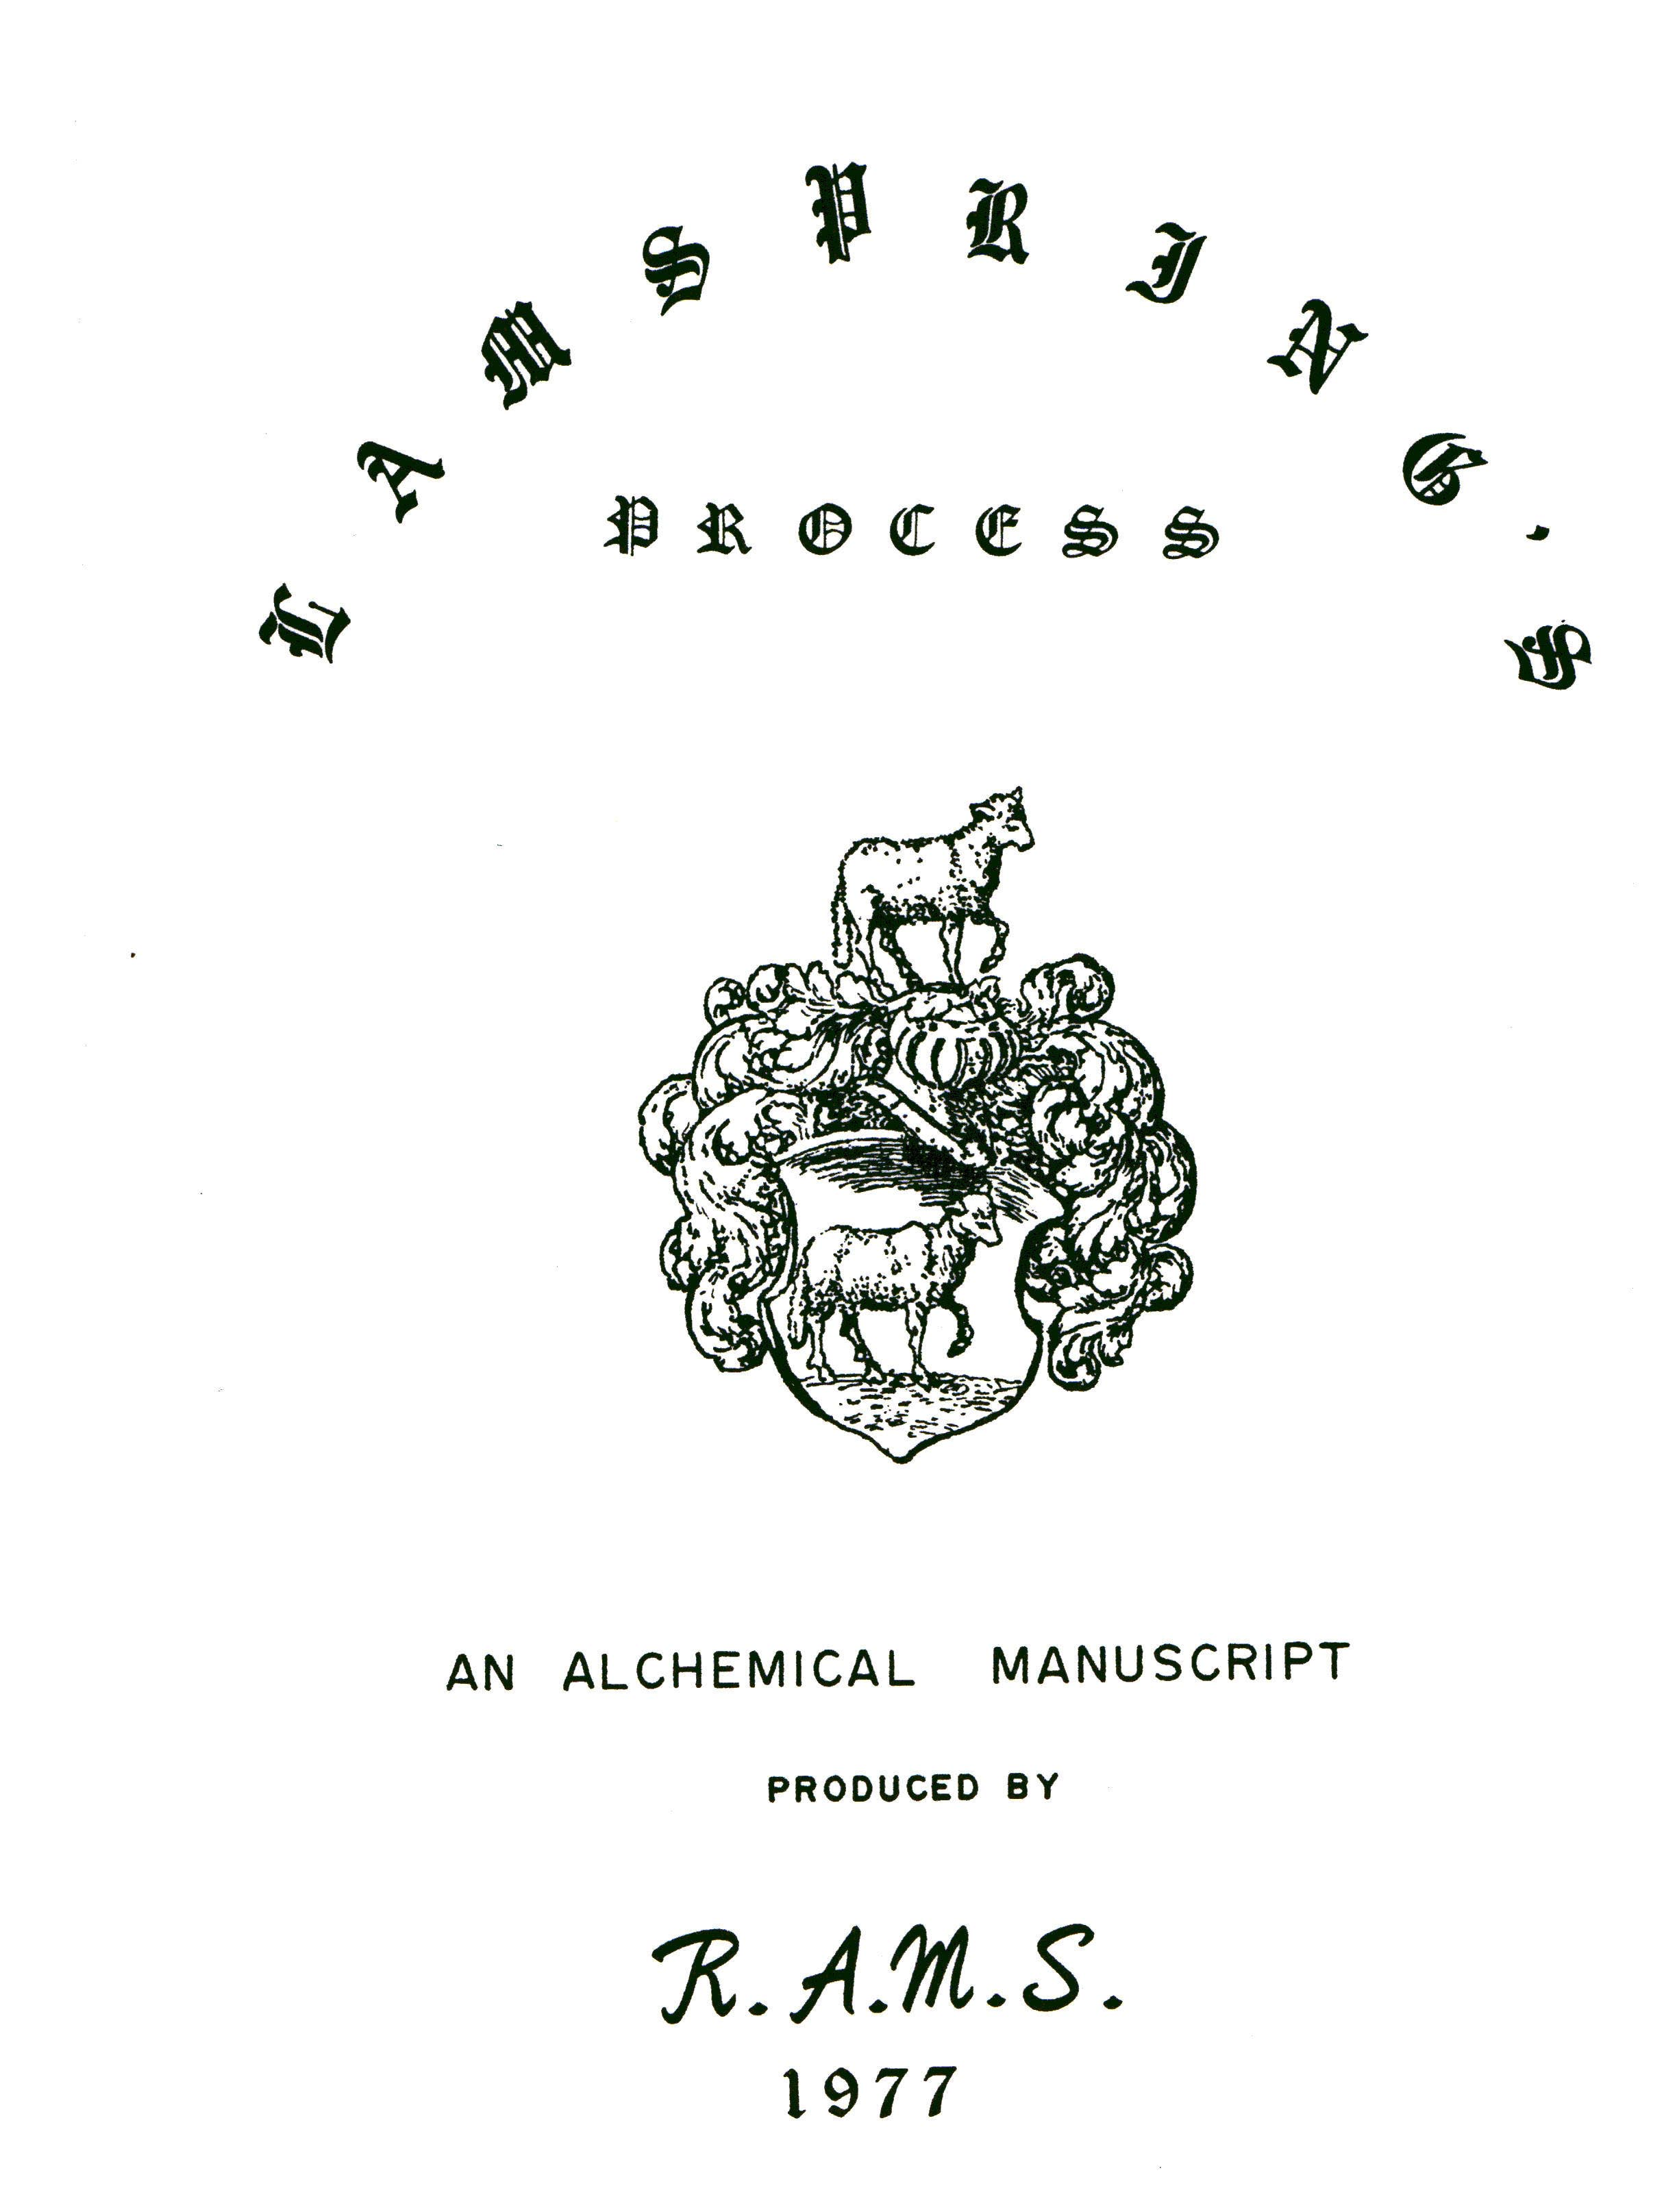 LAMSPRING'S
PROCESS
AN ALCHEMICAL MANUSCRIPT
PRODUCED BY
R.A.M.S.
1977